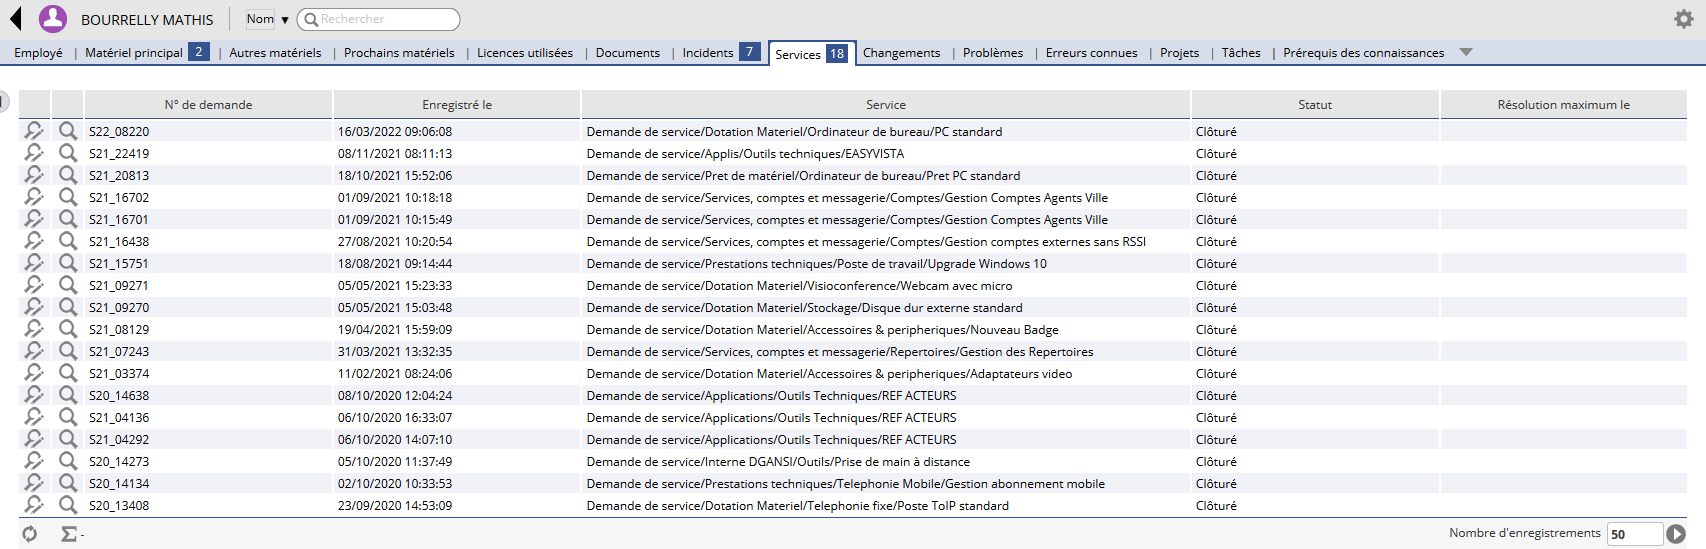 BOURRELLY MATHIS Nom ▼ Rechercher
Employé | Matériel principal 2 | Autres matériels | Prochains matériels | Licences utilisées | Documents | Incidents 7 Services 18 Changements | Problèmes | Erreurs connues | Projets | Tâches | Prérequis des connaissances
N° de demande Enregistré le Service Statut Résolution maximum le
S22_08220 16/03/2022 09:06:08 Demande de service/Dotation Materiel/Ordinateur de bureau/PC standard Clôturé
S21_22419 08/11/2021 08:11:13 Demande de service/Applis/Outils techniques/EASYVISTA Clôturé
S21_20813 18/10/2021 15:52:06 Demande de service/Pret de matériel/Ordinateur de bureau/Pret PC standard Clôturé
S21_16702 01/09/2021 10:18:18 Demande de service/Services, comptes et messagerie/Comptes/Gestion Comptes Agents Ville Clôturé
S21_16701 01/09/2021 10:15:49 Demande de service/Services, comptes et messagerie/Comptes/Gestion Comptes Agents Ville Clôturé
S21_16438 27/08/2021 10:20:54 Demande de service/Services, comptes et messagerie/Comptes/Gestion comptes externes sans RSSI Clôturé
S21_15751 18/08/2021 09:14:44 Demande de service/Prestations techniques/Poste de travail/Upgrade Windows 10 Clôturé
S21_09271 05/05/2021 15:23:33 Demande de service/Dotation Materiel/Visioconference/Webcam avec micro Clôturé
S21_09270 05/05/2021 15:03:48 Demande de service/Dotation Materiel/Stockage/Disque dur externe standard Clôturé
S21_08129 19/04/2021 15:59:09 Demande de service/Dotation Materiel/Accessoires & peripheriques/Nouveau Badge Clôturé
S21_07243 31/03/2021 13:32:35 Demande de service/Services, comptes et messagerie/Repertoires/Gestion des Repertoires Clôturé
S21_03374 11/02/2021 08:24:06 Demande de service/Dotation Materiel/Accessoires & peripheriques/Adaptateurs video Clôturé
S20_14638 08/10/2020 12:04:24 Demande de service/Applications/Outils Techniques/REF ACTEURS Clôturé
S21_04136 06/10/2020 16:33:07 Demande de service/Applications/Outils Techniques/REF ACTEURS Clôturé
S21_04292 06/10/2020 14:07:10 Demande de service/Applications/Outils Techniques/REF ACTEURS Clôturé
S20_14273 05/10/2020 11:37:49 Demande de service/Interne DGANSI/Outils/Prise de main à distance Clôturé
S20_14134 02/10/2020 10:33:53 Demande de service/Prestations techniques/Telephonie Mobile/Gestion abonnement mobile Clôturé
S20_13408 23/09/2020 14:53:09 Demande de service/Dotation Materiel/Telephonie fixe/Poste ToIP standard Clôturé
Σ - Nombre d'enregistrements 50